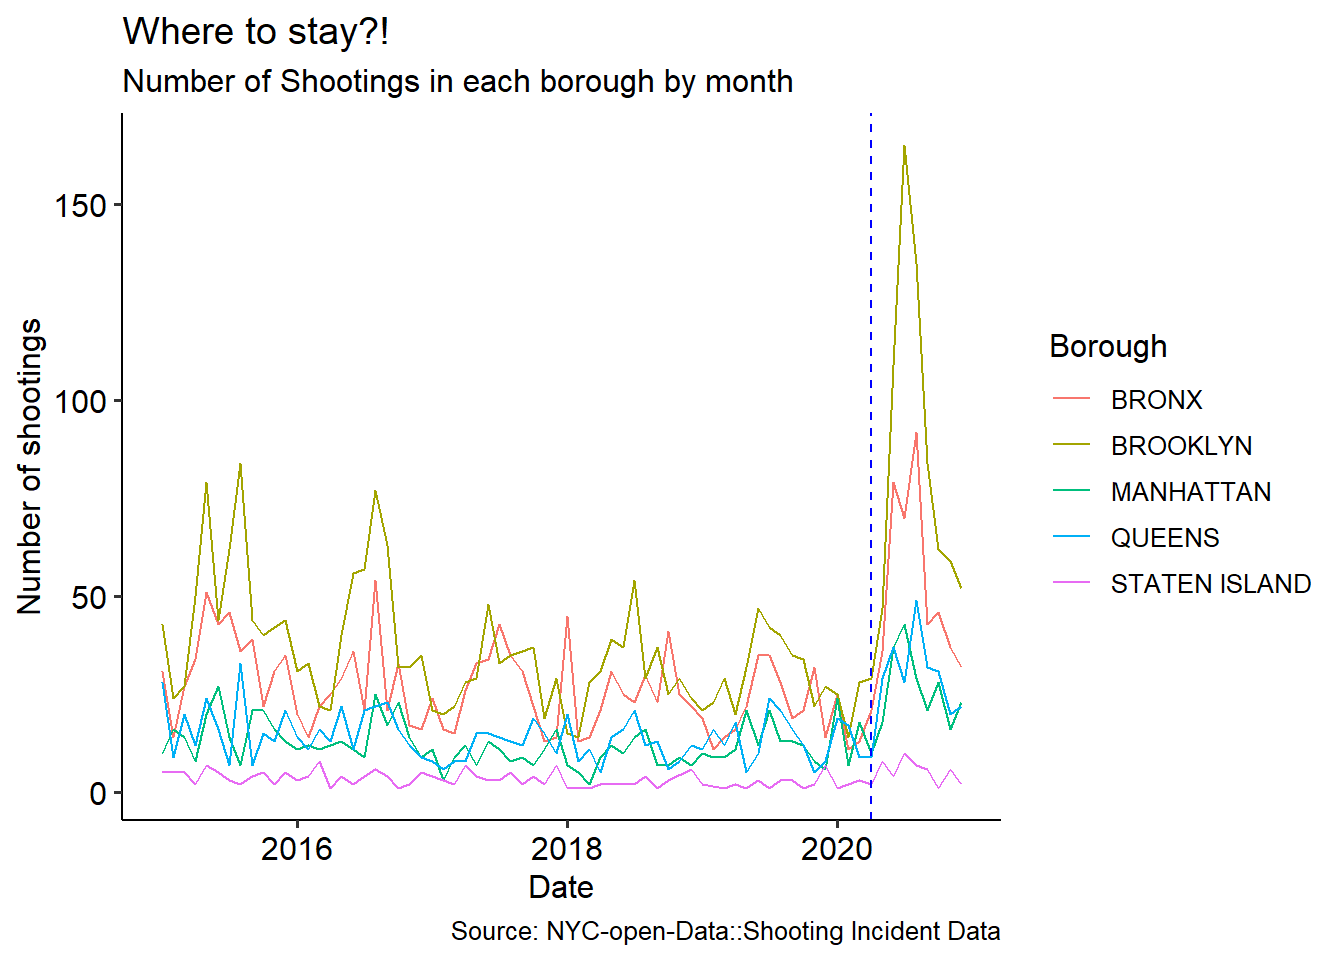 Where to stay?!
Number of Shootings in each borough by month
Number of shootings
150
100
50
0
2016
2018
2020
Date
Borough
BRONX
BROOKLYN
MANHATTAN
QUEENS
STATEN ISLAND
Source: NYC-open-Data::Shooting Incident Data